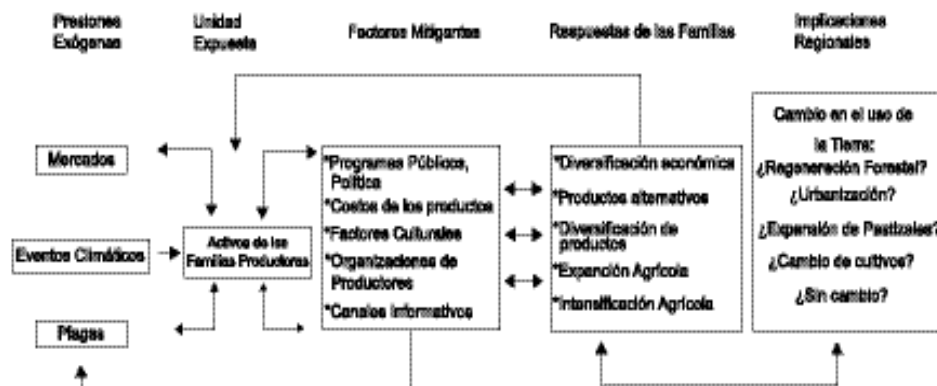 Presiones
Exógenas
Unidad
Expuesta
Factores Mitigantes
Respuestas de las Familias
Implicaciones
Regionales
Mercados
Eventos Climáticos
Plagas
Activos de las
Familias Productoras
*Programas Públicos,
Política
*Costos de los productos
*Factores Culturales
*Organizaciones de
Productores
*Canales Informativos
*Diversificación económica
*Productos alternativos
*Diversificación de
productos
*Expanción Agrícola
*Intensificación Agrícola
Cambio en el uso de
la Tierra:
¿Regeneración Forestal?
¿Urbanización?
¿Expansión de Pastizales?
¿Cambio de cultivos?
¿Sin cambio?